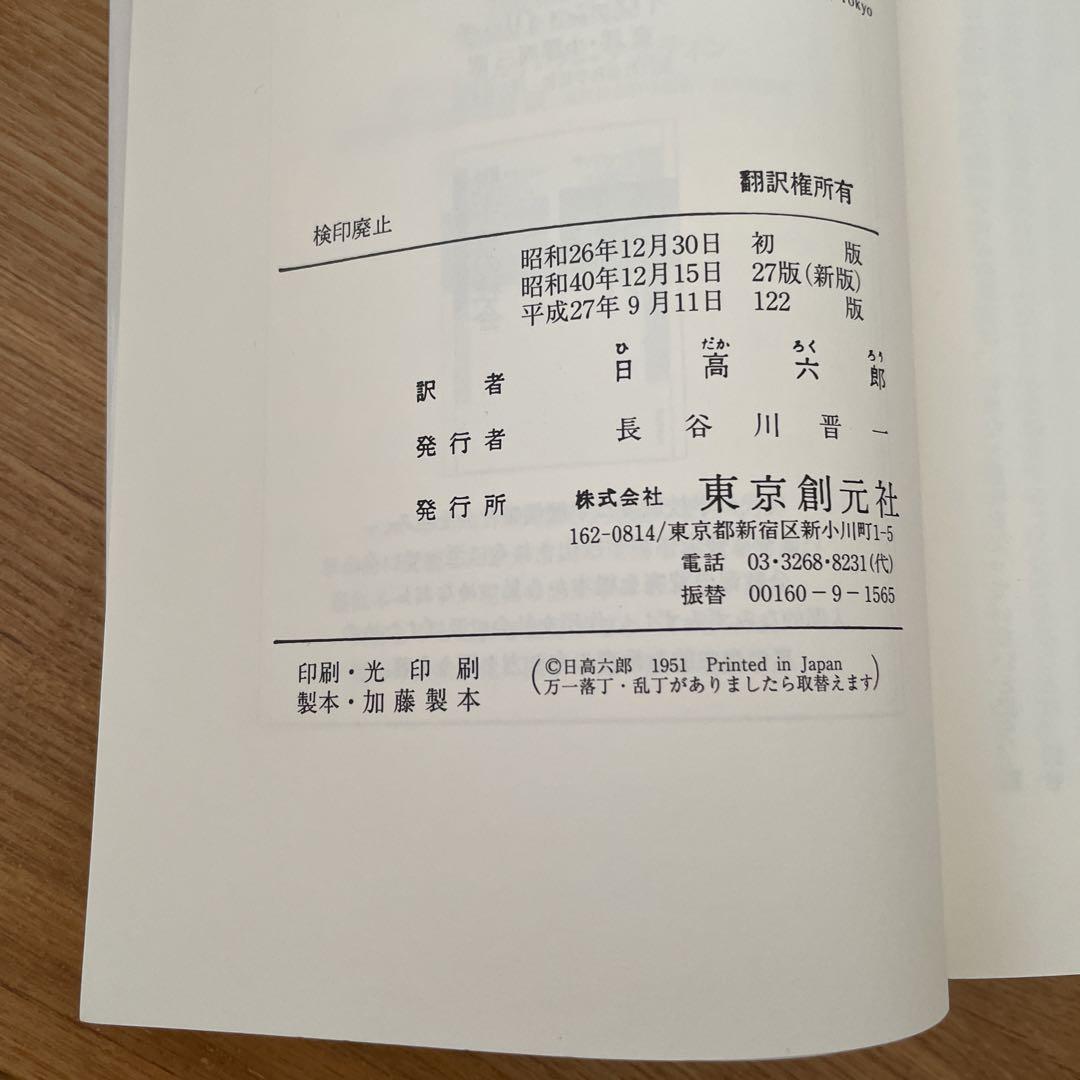 Tokyo
翻訳権所有
検印廃止
昭和26年12月30日 初版
昭和40年12月15日 27版(新版)
平成27年9月11日 122版
ひ だか ろく ろう
訳者 日高六郎
発行者 長谷川晋一
発行所 株式会社 東京創元社
162-0814/東京都新宿区新小川町1-5
電話 03・3268・8231(代)
振替 00160-9-1565
印刷・光印刷
製本・加藤製本
(©日高六郎 1951 Printed in Japan
万一落丁・乱丁がありましたら取替えます)